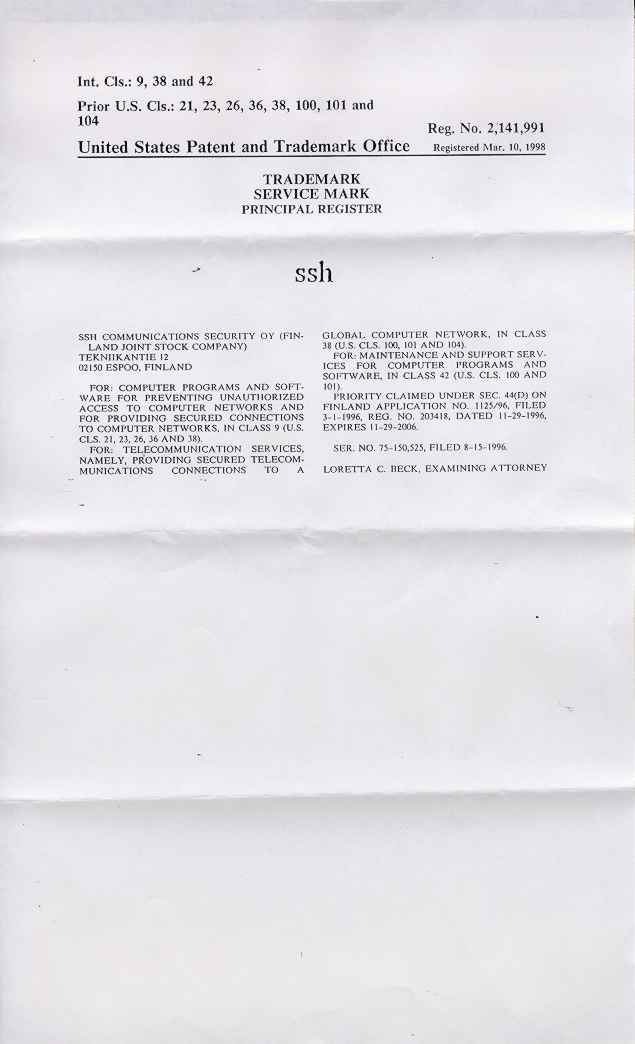 Int. Cls.: 9, 38 and 42
Prior U.S. Cls.: 21, 23, 26, 36, 38, 100, 101 and
104
Reg. No. 2,141,991
United States Patent and Trademark Office
Registered Mar. 10, 1998
TRADEMARK
SERVICE MARK
PRINCIPAL REGISTER
ssh
SSH COMMUNICATIONS SECURITY OY (FIN-
LAND JOINT STOCK COMPANY)
TEKNIIKANTIE 12
02150 ESPOO, FINLAND
FOR: COMPUTER PROGRAMS AND SOFT-
WARE FOR PREVENTING UNAUTHORIZED
ACCESS TO COMPUTER NETWORKS AND
FOR PROVIDING SECURED CONNECTIONS
TO COMPUTER NETWORKS, IN CLASS 9 (U.S.
CLS. 21, 23, 26, 36 AND 38).
FOR: TELECOMMUNICATION SERVICES,
NAMELY, PROVIDING SECURED TELECOM-
MUNICATIONS CONNECTIONS TO A
GLOBAL COMPUTER NETWORK, IN CLASS
38 (U.S. CLS. 100, 101 AND 104).
FOR: MAINTENANCE AND SUPPORT SERV-
ICES FOR COMPUTER PROGRAMS AND
SOFTWARE, IN CLASS 42 (U.S. CLS. 100 AND
101).
PRIORITY CLAIMED UNDER SEC. 44(D) ON
FINLAND APPLICATION NO. 1125/96, FILED
3-1-1996, REG. NO. 203418, DATED 11-29-1996,
EXPIRES 11-29-2006.
SER. NO. 75-150,525, FILED 8-15-1996.
LORETTA C. BECK, EXAMINING ATTORNEY